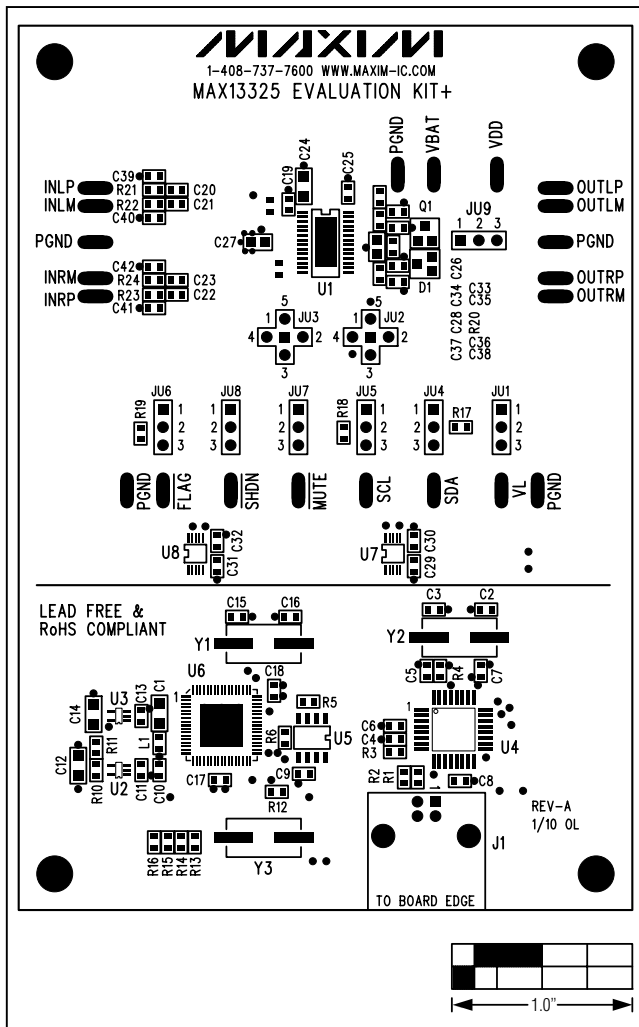 MAXIM
1-408-737-7600 WWW.MAXIM-IC.COM
MAX13325 EVALUATION KIT+
PGND
VBAT
VDD
C24
C19
C25
C39
R21
C20
R22
C21
C40
INLP
INLM
PGND
INRM
INRP
C42
R24
C23
R23
C22
C41
C27
U1
Q1
D1
JU9
1 2 3
C26
C34
C33
C35
C28
R20
C37
C36
C38
OUTLP
OUTLM
PGND
OUTRP
OUTRM
5
1
JU3
4
2
3
5
1
JU2
4
2
3
R19
JU6
1
2
3
JU8
1
2
3
JU7
1
2
3
R18
JU5
1
2
3
JU4
1
2
3
R17
JU1
1
2
3
PGND
FLAG
SHDN
MUTE
SCL
SDA
VL
PGND
U8
C32
C31
U7
C30
C29
LEAD FREE &
RoHS COMPLIANT
C15
C16
Y1
C3
C2
Y2
U6
1
C18
C5
R4
C7
C14
U3
C13
C1
R5
R6
U5
1
U4
C6
C4
R3
R11
L1
C12
U2
R10
C11
C10
C17
C9
R12
R2
R1
C8
1
REV-A
1/10 OL
J1
R16
R15
R14
R13
Y3
TO BOARD EDGE
1.0"